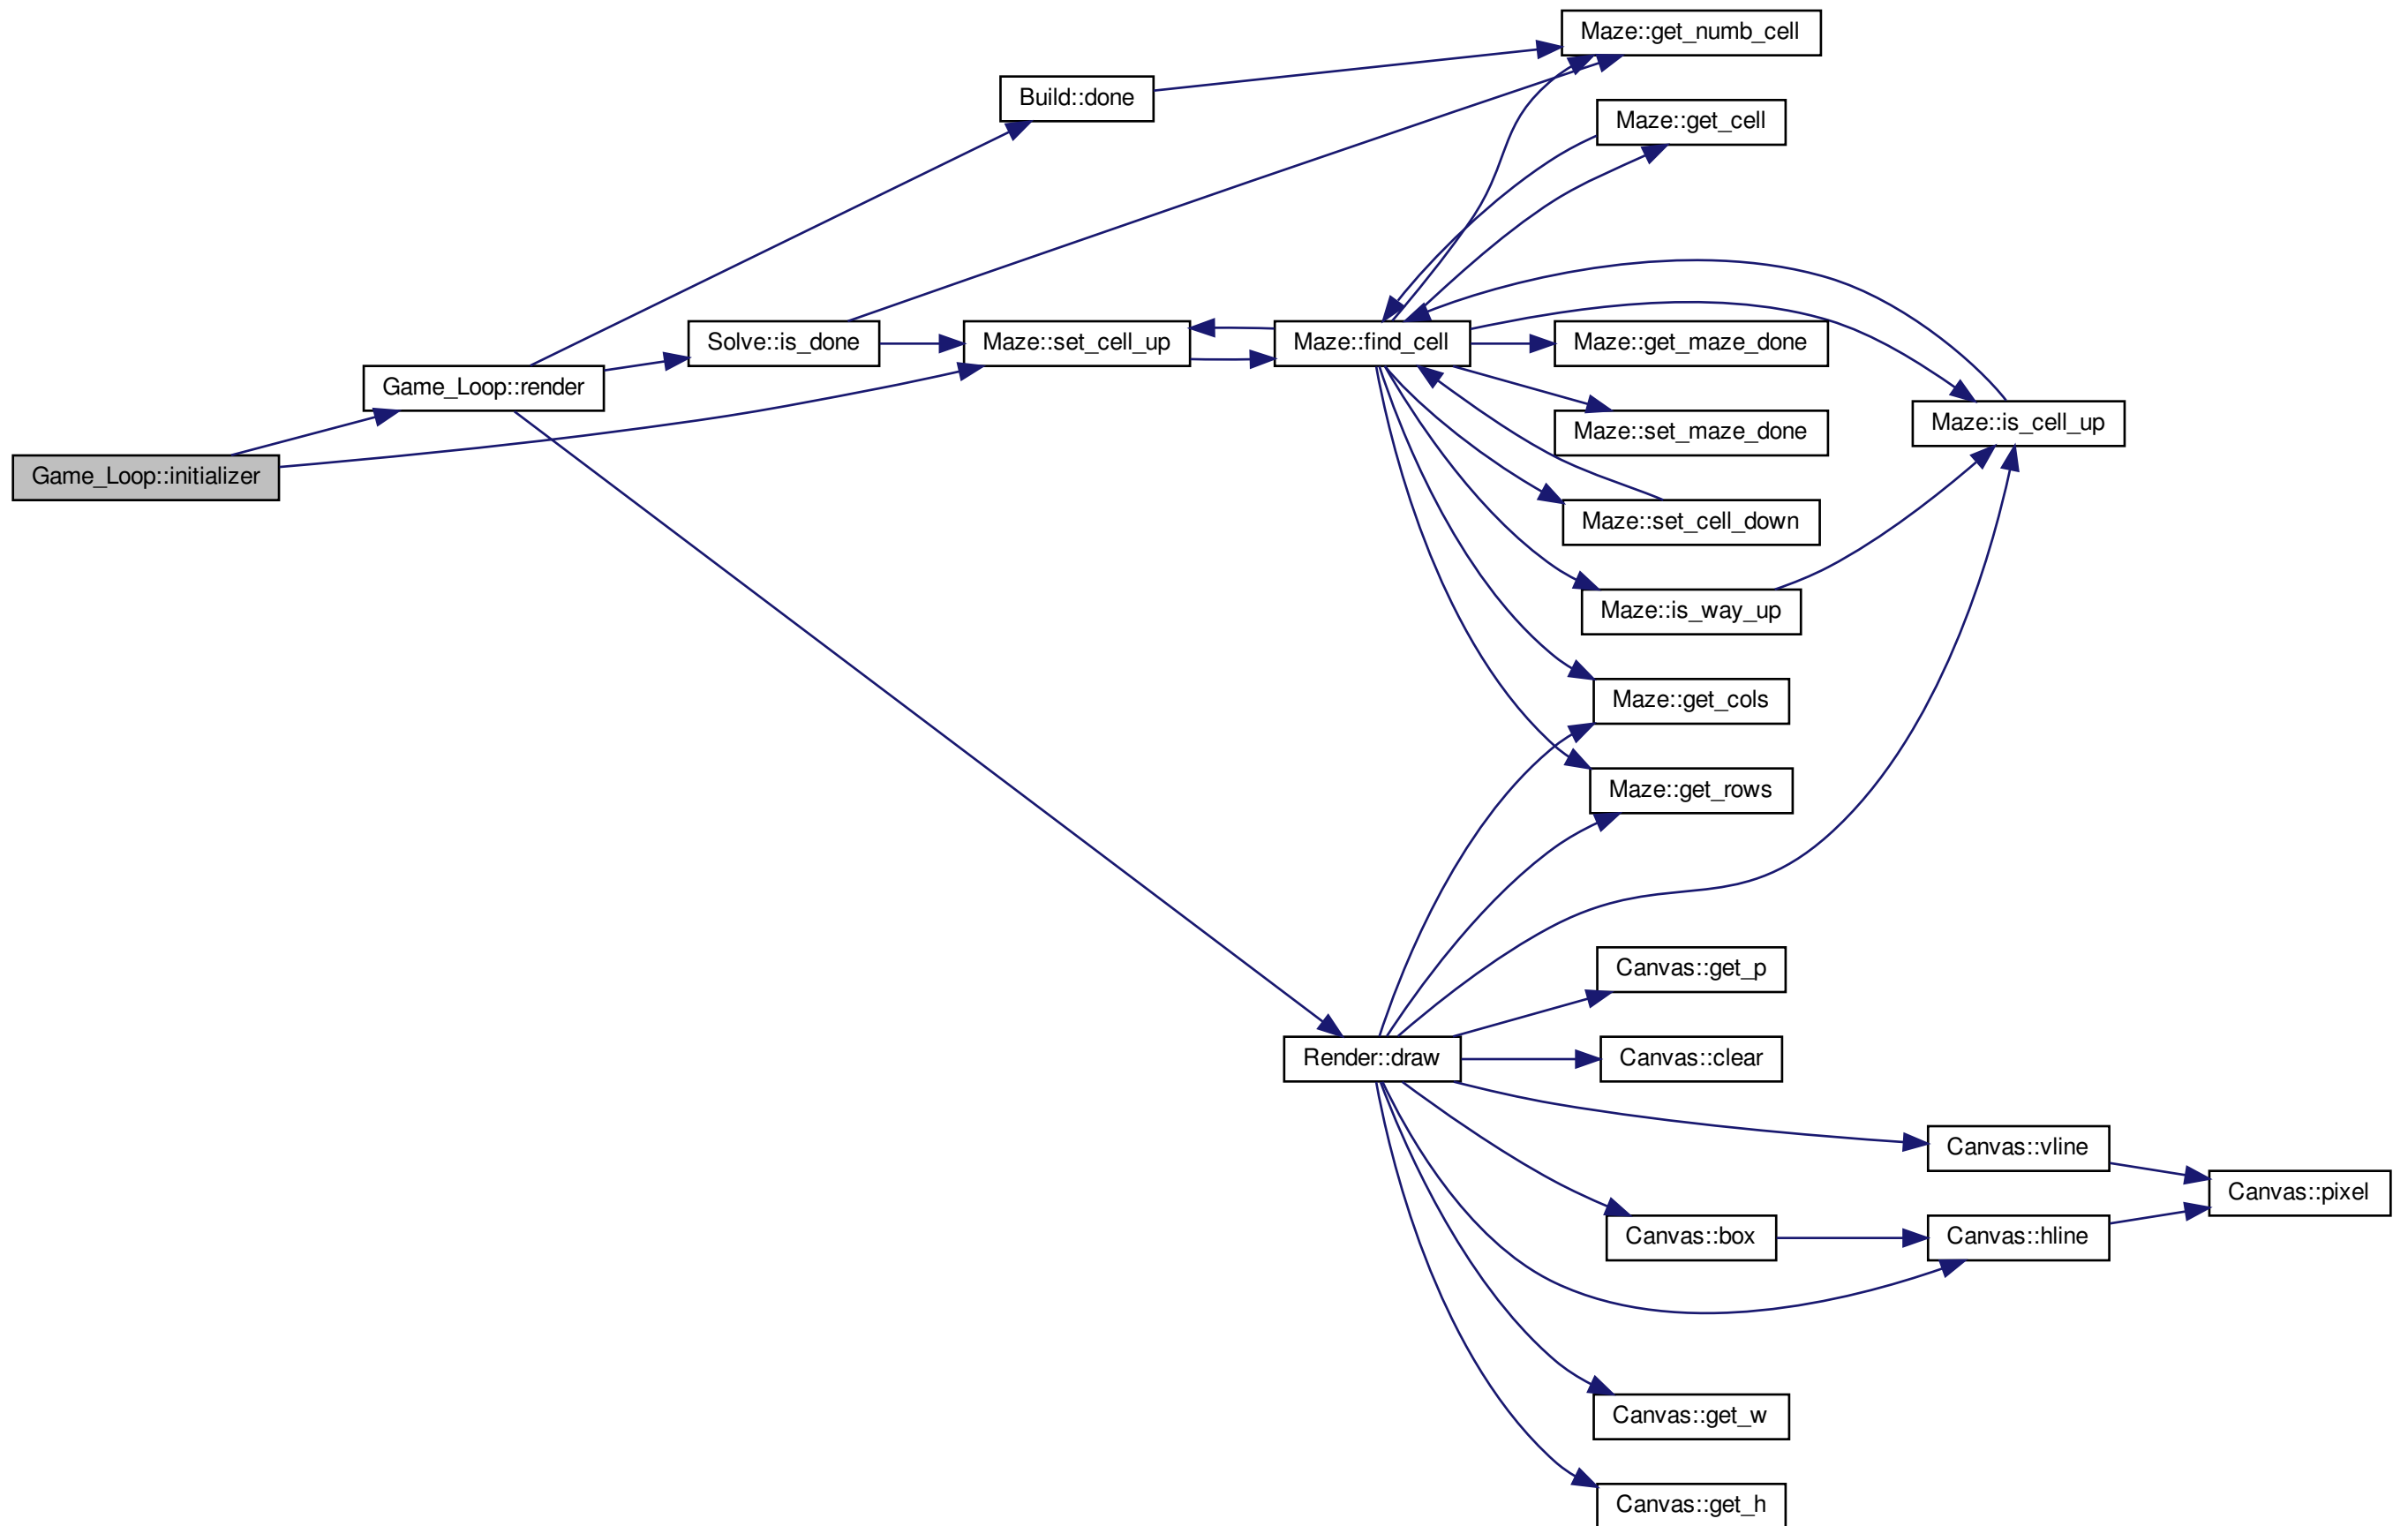 Maze::get_numb_cell
Build::done
Maze::get_cell
Solve::is_done
Maze::set_cell_up
Maze::find_cell
Maze::get_maze_done
Game_Loop::render
Maze::is_cell_up
Maze::set_maze_done
Game_Loop::initializer
Maze::set_cell_down
Maze::is_way_up
Maze::get_cols
Maze::get_rows
Canvas::get_p
Render::draw
Canvas::clear
Canvas::vline
Canvas::pixel
Canvas::box
Canvas::hline
Canvas::get_w
Canvas::get_h